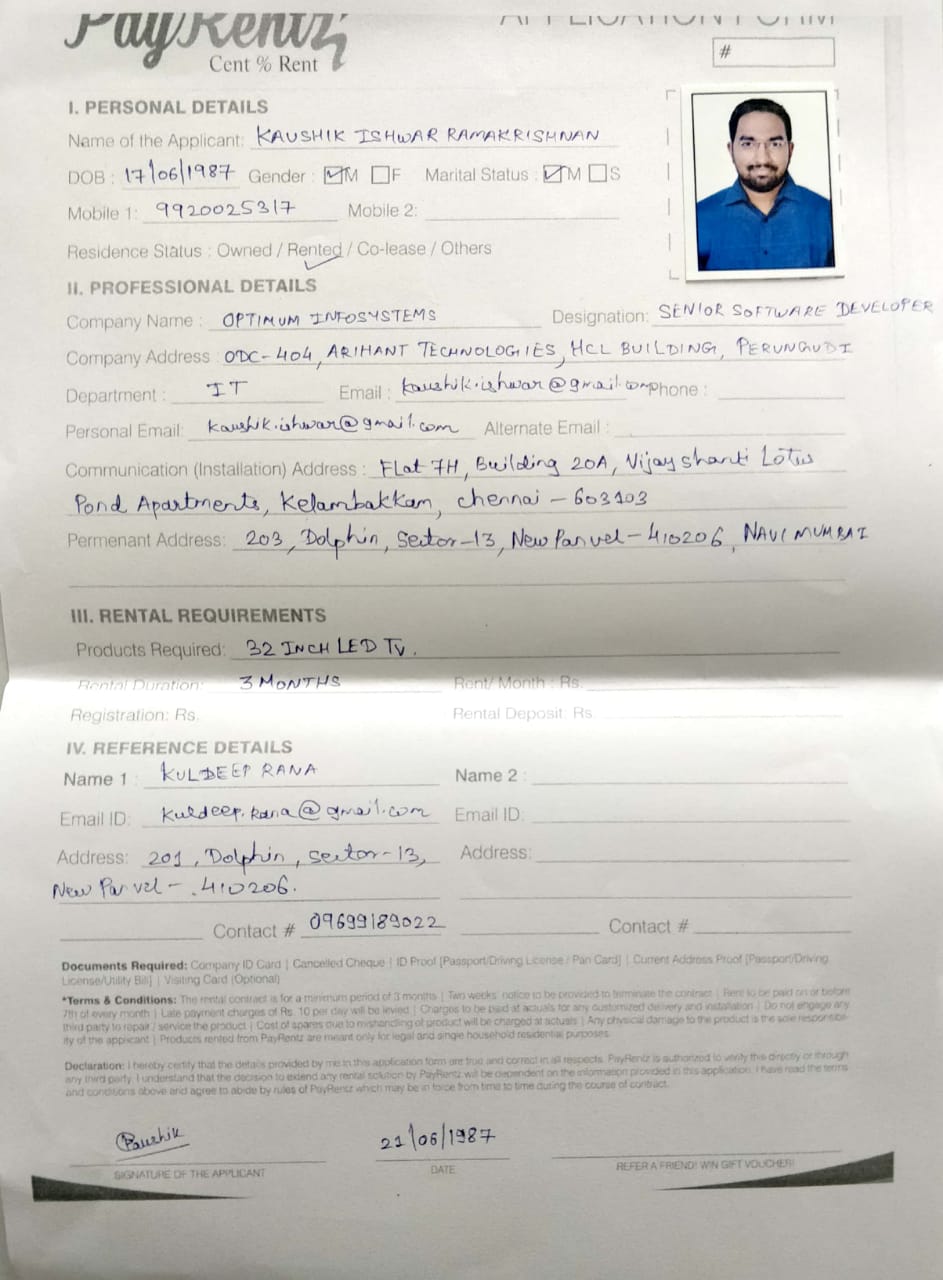 PayRentz
APPLICATION FORM
Cent % Rent
#
I. PERSONAL DETAILS
Name of the Applicant: KAUSHIK ISHWAR RAMAKRISHNAN
DOB : 17/06/1987 Gender : M F Marital Status : M S
Mobile 1: 9920025317 Mobile 2:
Residence Status : Owned / Rented / Co-lease / Others
II. PROFESSIONAL DETAILS
Company Name : OPTIMUM INFOSYSTEMS Designation: SENIOR SOFTWARE DEVELOPER
Company Address : ODC-404, ARIHANT TECHNOLOGIES, HCL BUILDING, PERUNGUDI
Department : IT Email : kaushik.ishwar@gmail.com phone :
Personal Email: kaushik.ishwar@gmail.com Alternate Email :
Communication (Installation) Address : Flat 7H, Building 20A, Vijay shanti Lotus
Pond Apartments, Kelambakkam, chennai - 603103
Permenant Address: 203, Dolphin, Sector-13, New Panvel - 410206, NAVI MUMBAI
III. RENTAL REQUIREMENTS
Products Required: 32 INCH LED TV.
Rental Duration: 3 MONTHS Rent/ Month : Rs.
Registration: Rs. Rental Deposit: Rs.
IV. REFERENCE DETAILS
Name 1 : KULDEEP RANA Name 2 :
Email ID: kuldeep.rana@gmail.com Email ID:
Address: 201, Dolphin, sector-13, Address:
New Panvel - 410206.
Contact # 09699189022 Contact #
Documents Required: Company ID Card | Cancelled Cheque | ID Proof [Passport/Driving License / Pan Card] | Current Address Proof [Passport/Driving
License/Utility Bill] | Visiting Card (Optional)
*Terms & Conditions: The rental contract is for a minimum period of 3 months | Two weeks' notice to be provided to terminate the contract | Rent to be paid on or before
7th of every month | Late payment charges of Rs. 10 per day will be levied | Charges to be paid at actuals for any customized delivery and installation | Do not engage any
third party to repair / service the product | Cost of spares due to mishandling of product will be charged at actuals | Any physical damage to the product is the sole responsibil-
ity of the applicant | Products rented from PayRentz are meant only for legal and single household residential purposes.
Declaration: I hereby certify that the details provided by me in this application form are true and correct in all respects. PayRentz is authorized to verify this directly or through
any third party. I understand that the decision to extend any rental solution by PayRentz will be dependent on the information provided in this application. I have read the terms
and conditions above and agree to abide by rules of PayRentz which may be in force from time to time during the course of contract.
Kaushik 21/06/1987
SIGNATURE OF THE APPLICANT DATE REFER A FRIEND! WIN GIFT VOUCHER!